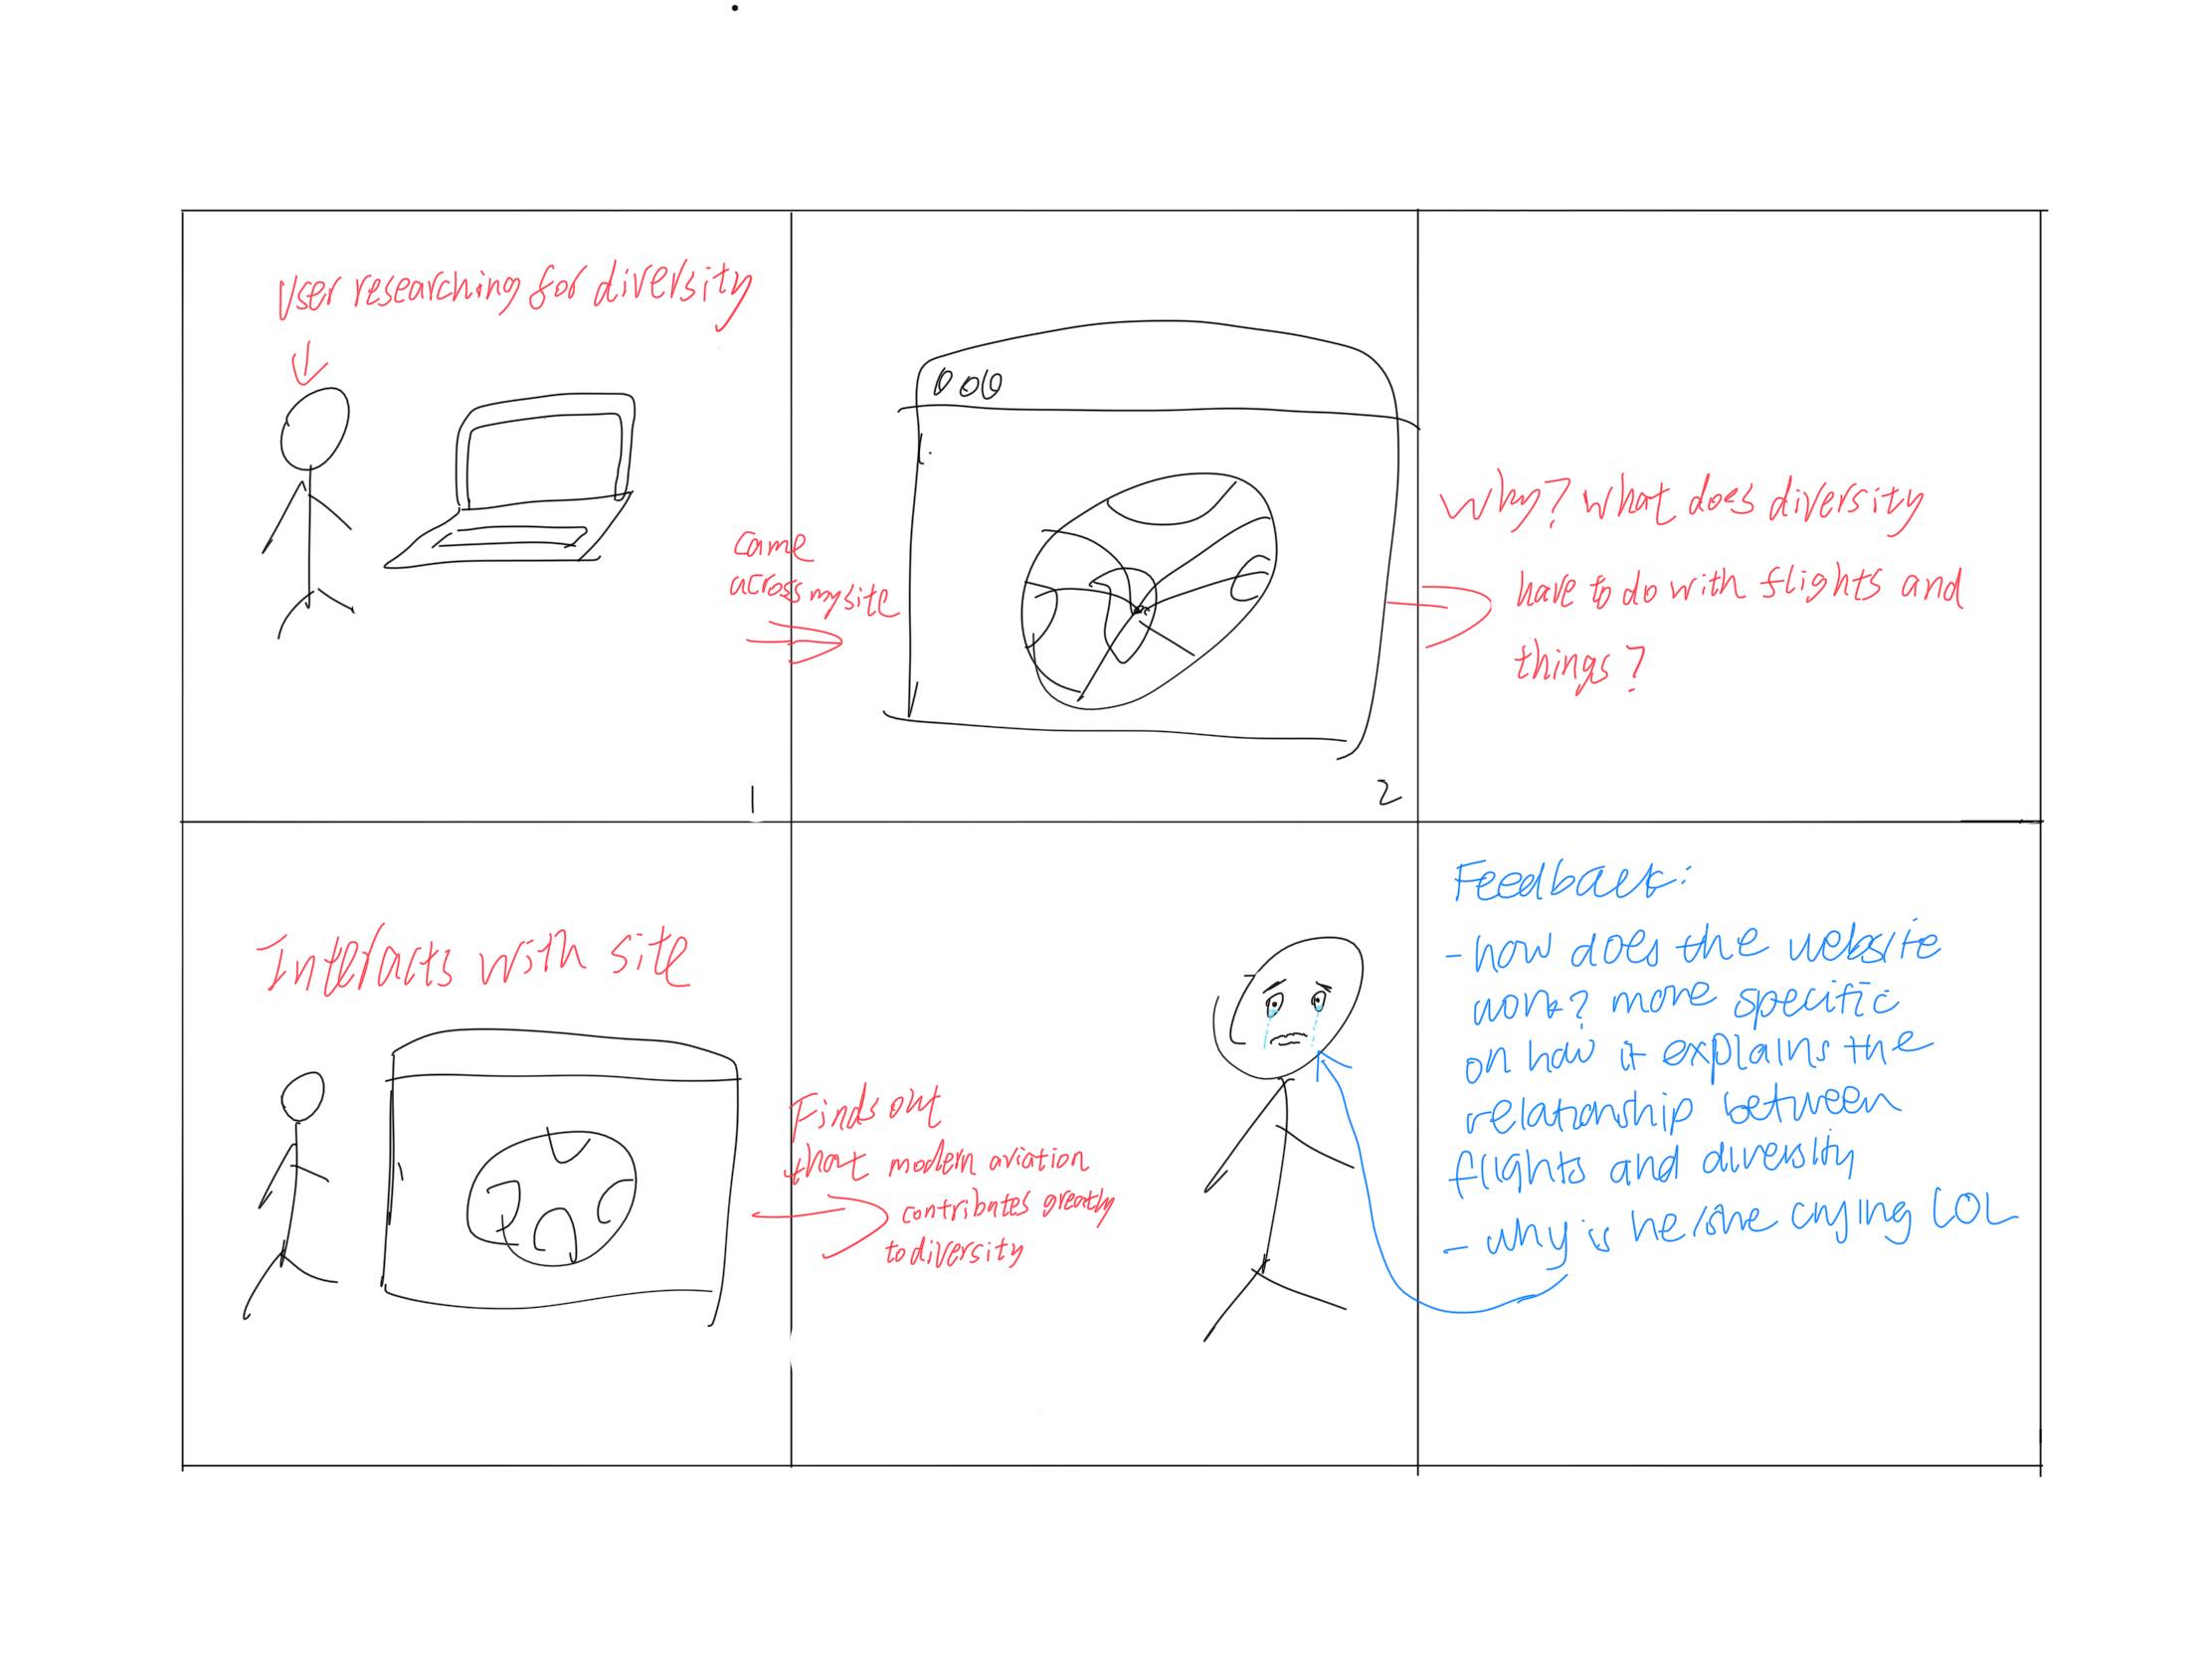 User researching for diversity
came
across my site
1
2
Why? What does diversity
have to do with flights and
things?
Interacts with site
Finds out
that modern aviation
contributes greatly
to diversity
Feedback:
- how does the website
work? more specific
on how it explains the
relationship between
flights and diversity
- why is he/she crying LOL